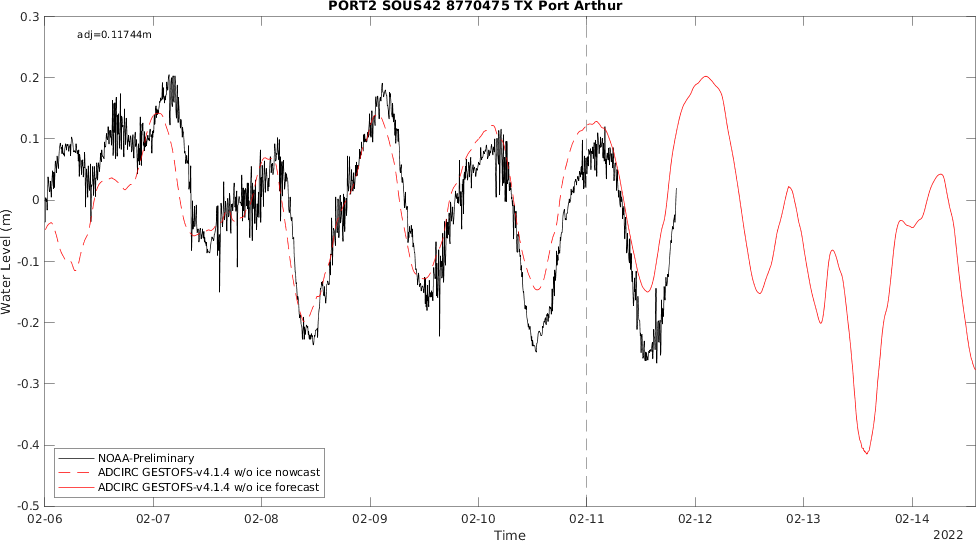 PORT2 SOUS42 8770475 TX Port Arthur
adj=0.11744m
0.3
0.2
0.1
0
-0.1
-0.2
-0.3
-0.4
-0.5
Water Level (m)
NOAA-Preliminary
ADCIRC GESTOFS-v4.1.4 w/o ice nowcast
ADCIRC GESTOFS-v4.1.4 w/o ice forecast
02-06 02-07 02-08 02-09 02-10 02-11 02-12 02-13 02-14
Time
2022